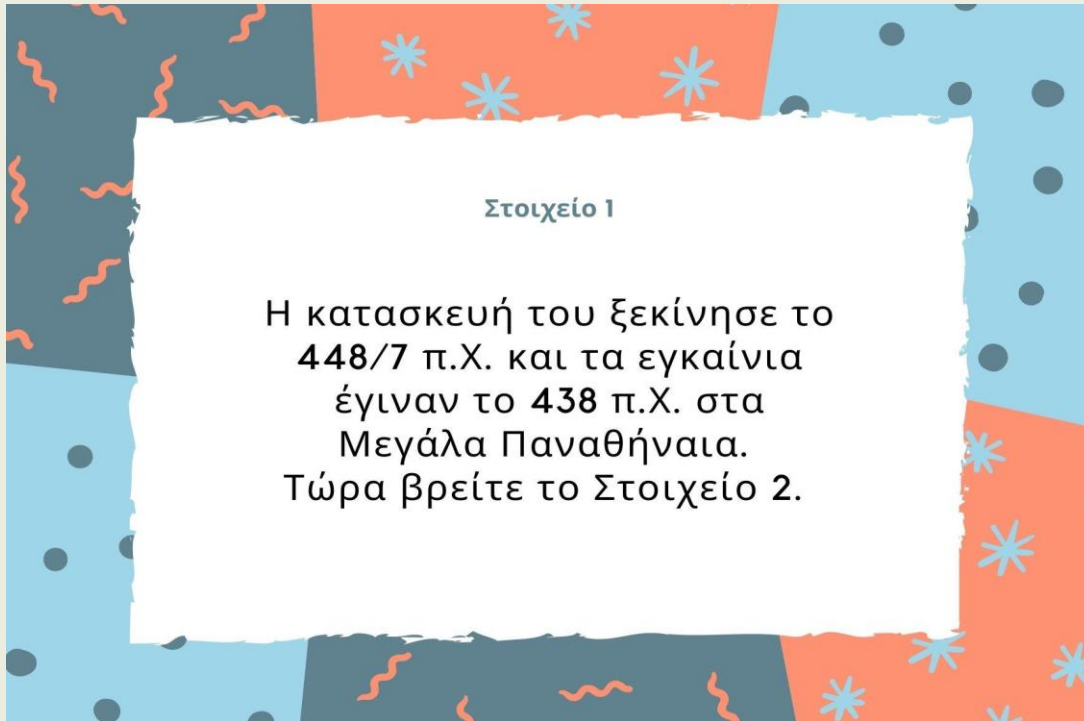 Στοιχείο 1
Η κατασκευή του ξεκίνησε το
448/7 π.Χ. και τα εγκαίνια
έγιναν το 438 π.Χ. στα
Μεγάλα Παναθήναια.
Τώρα βρείτε το Στοιχείο 2.